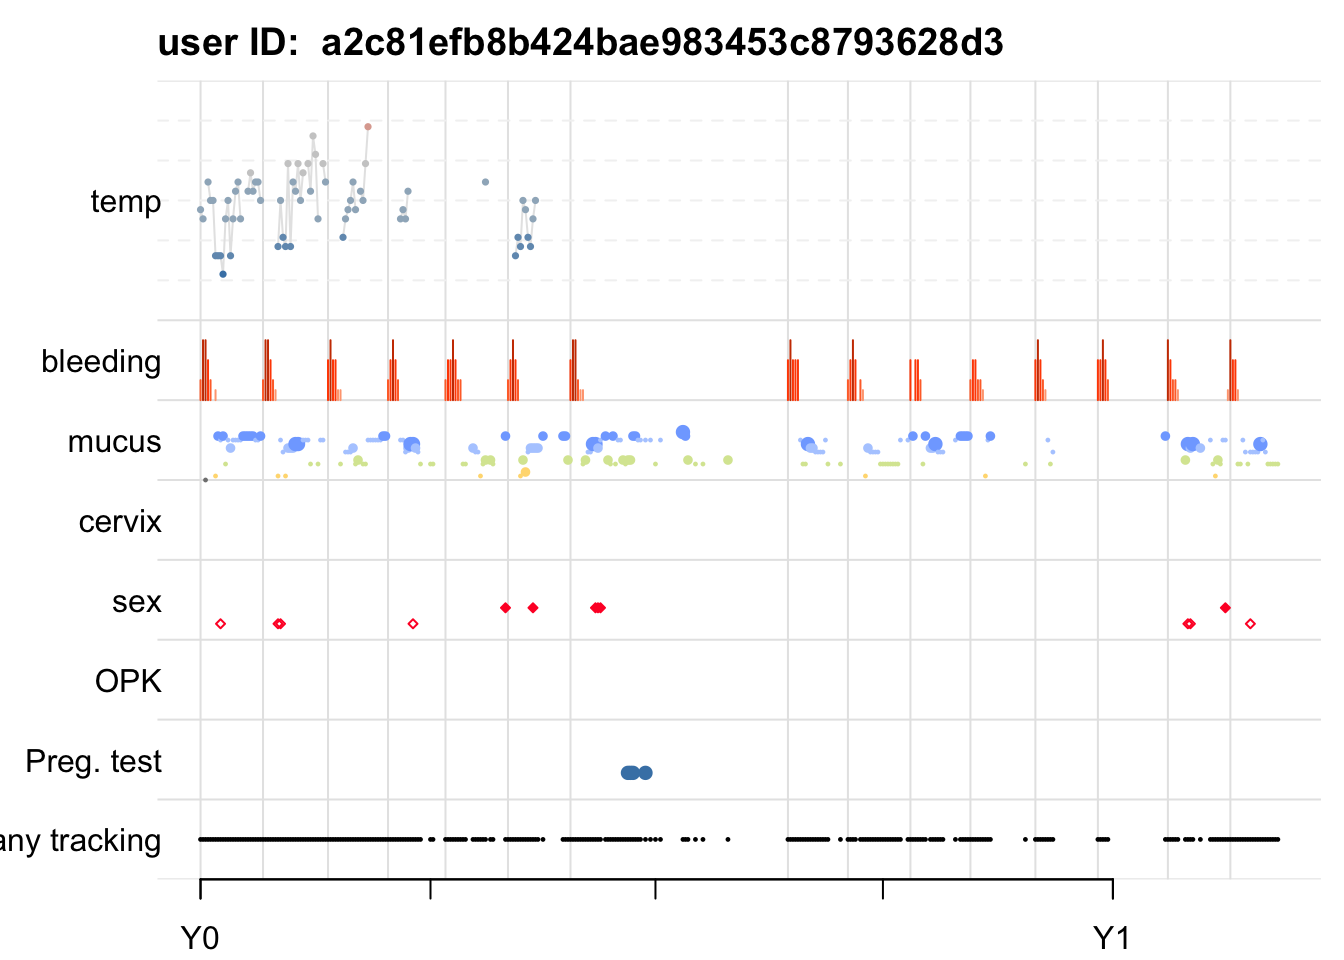 user ID:  a2c81efb8b424bae983453c8793628d3
temp
bleeding
mucus
cervix
sex
OPK
Preg. test
any tracking
Y0
Y1